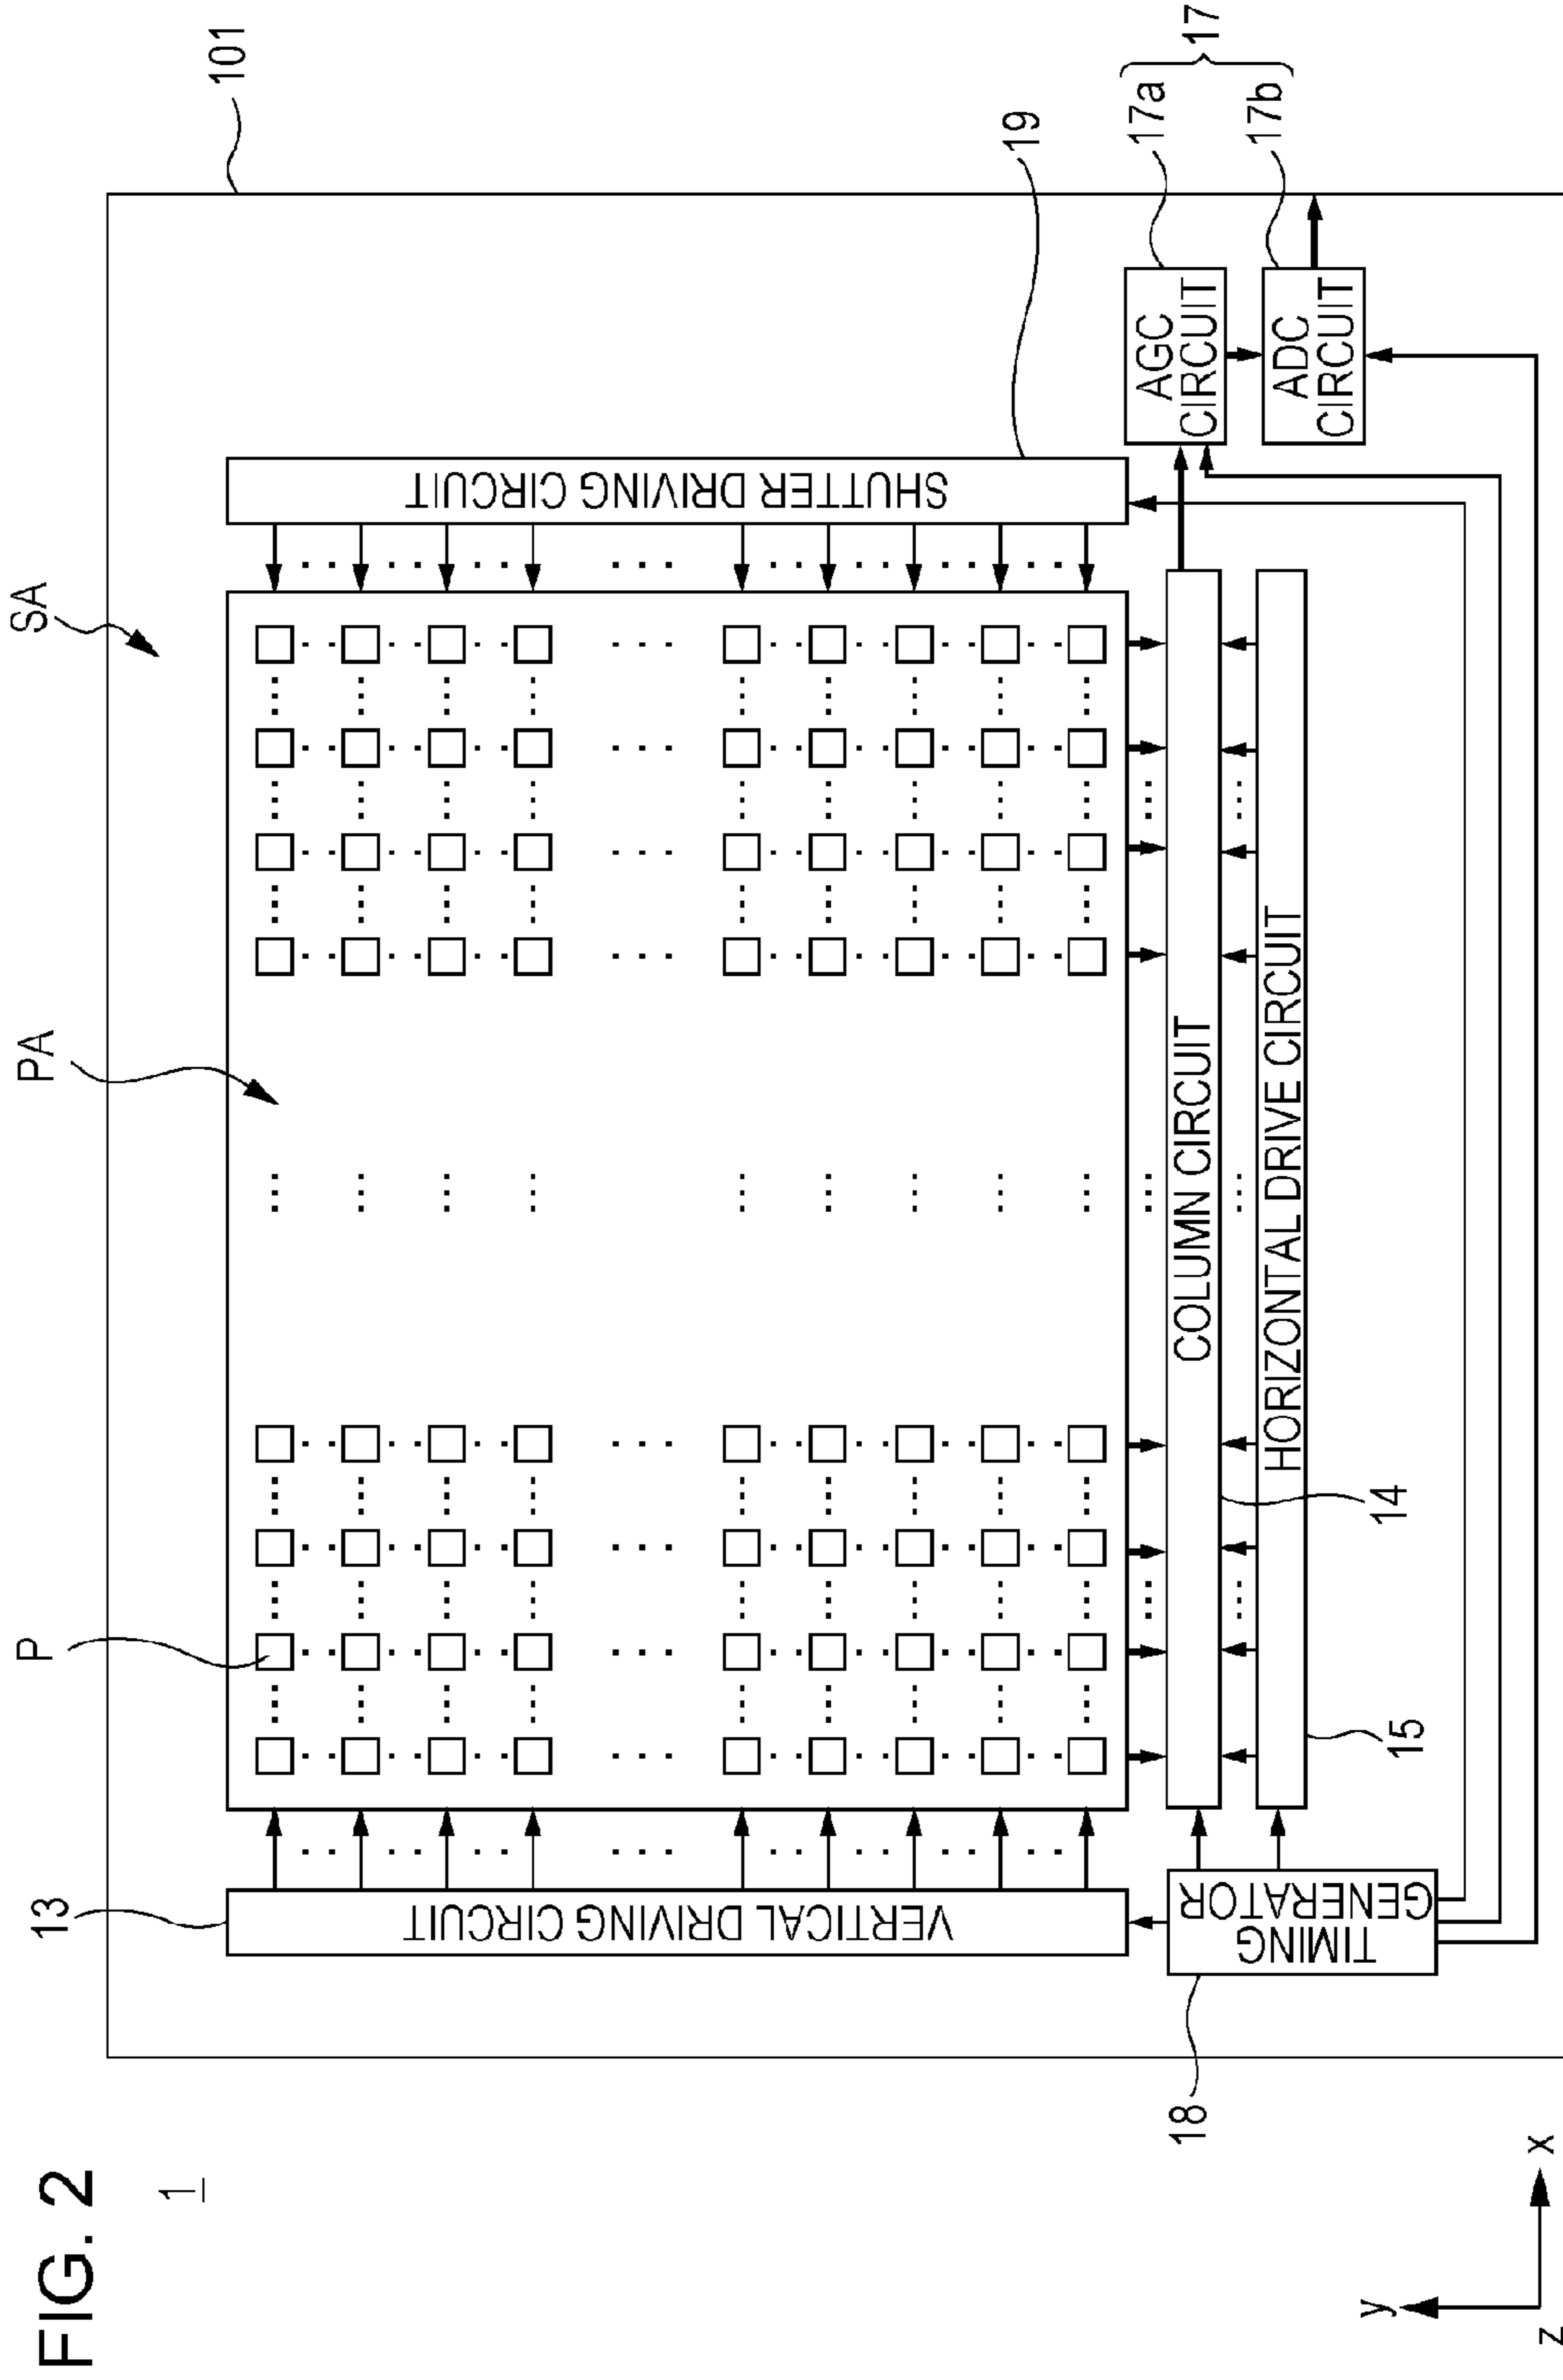 FIG. 2
1
SA
PA
P
101
13
VERTICAL DRIVING CIRCUIT
SHUTTER DRIVING CIRCUIT
19
COLUMN CIRCUIT
14
HORIZONTAL DRIVE CIRCUIT
15
TIMING
GENERATOR
18
AGC
CIRCUIT
17a
ADC
CIRCUIT
17b
17
y
z
x